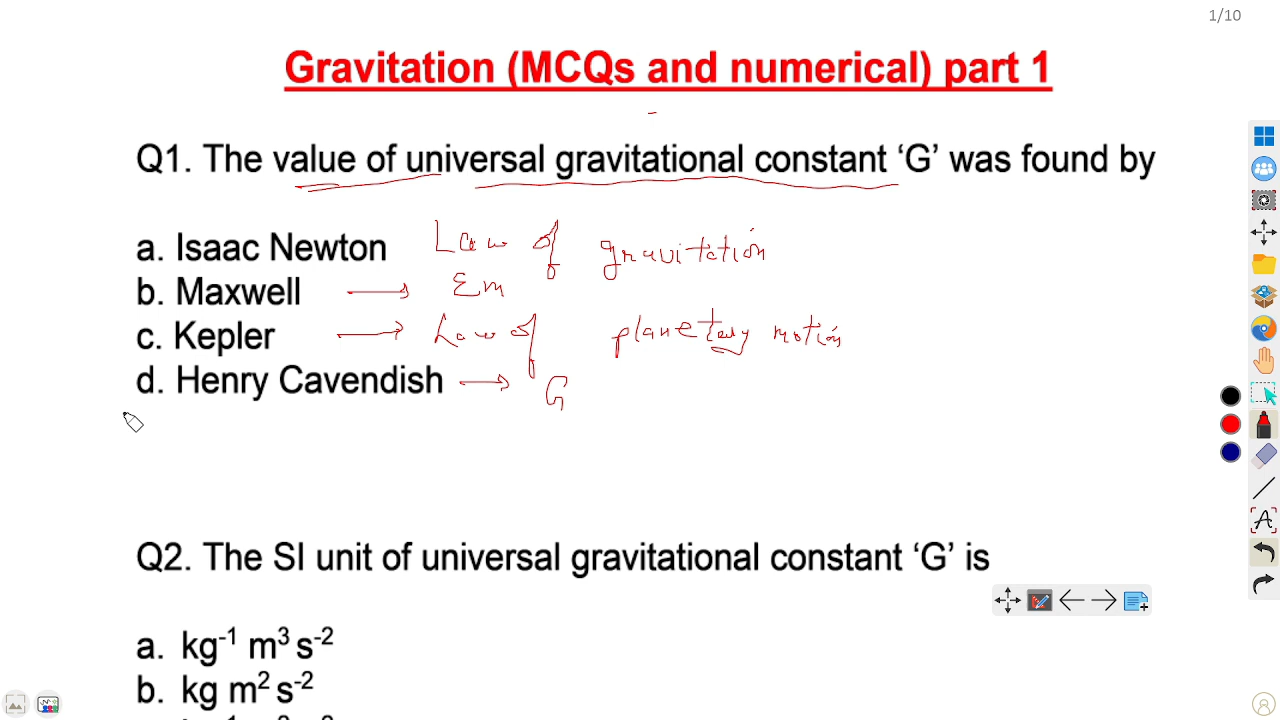 1/10
Gravitation (MCQs and numerical) part 1
Q1. The value of universal gravitational constant ‘G’ was found by
a. Isaac Newton Law of gravitation
b. Maxwell → Em
c. Kepler → Law of planetary motion
d. Henry Cavendish → G
Q2. The SI unit of universal gravitational constant ‘G’ is
a. kg⁻¹ m³ s⁻²
b. kg m² s⁻²